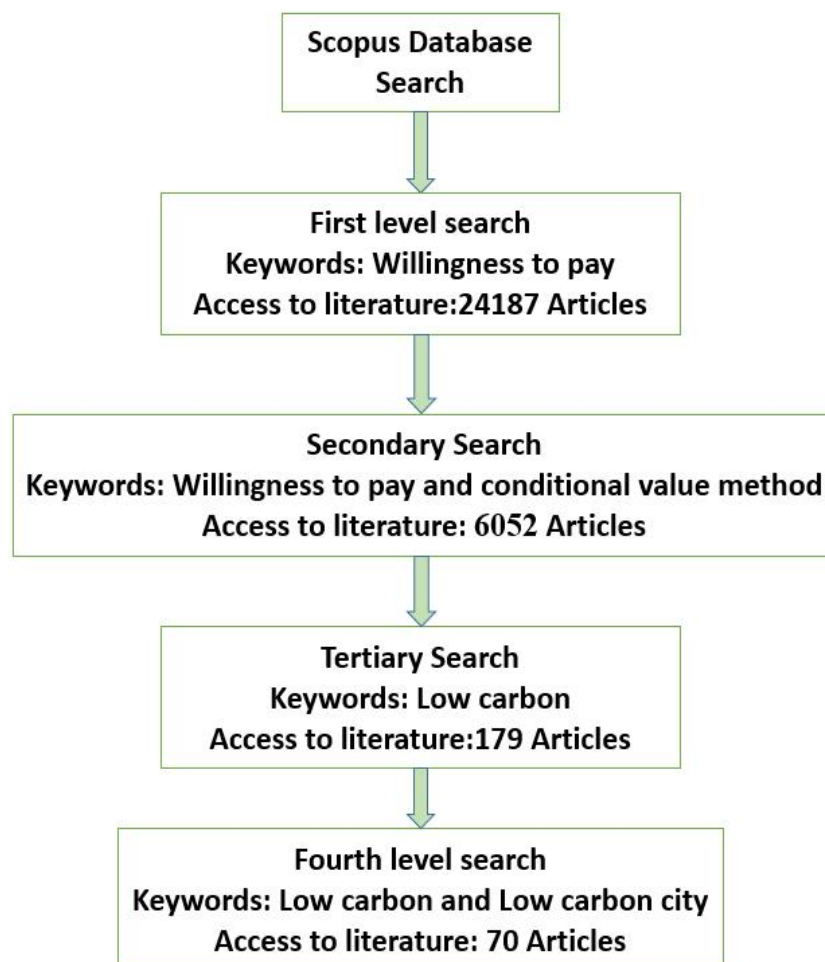 Scopus Database
Search
First level search
Keywords: Willingness to pay
Access to literature:24187 Articles
Secondary Search
Keywords: Willingness to pay and conditional value method
Access to literature: 6052 Articles
Tertiary Search
Keywords: Low carbon
Access to literature:179 Articles
Fourth level search
Keywords: Low carbon and Low carbon city
Access to literature: 70 Articles